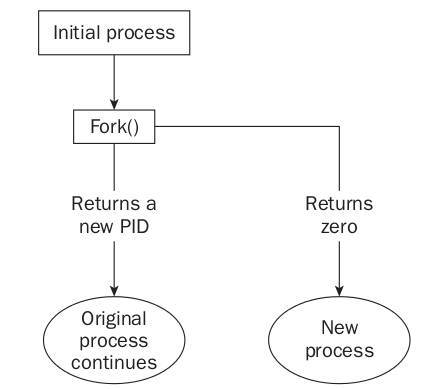 Initial process
Fork()
Returns a
new PID
Returns
zero
Original
process
continues
New
process